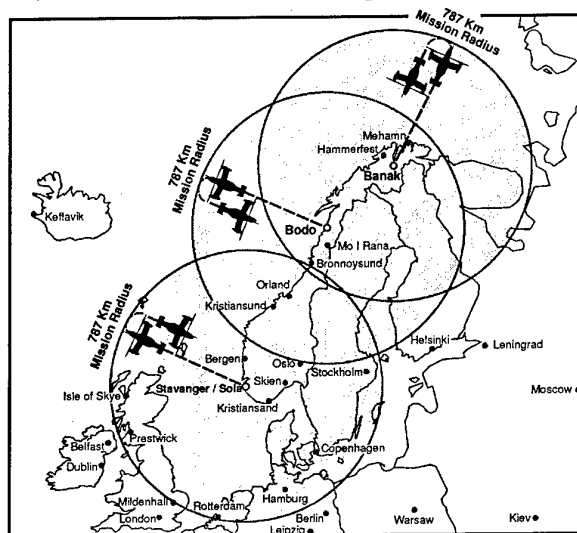 787 Km
Mission Radius
Mehamn
Hammerfest
Banak
787 Km
Mission Radius
Keflavik
Bodo
Mo I Rana
Bronnoysund
Orland
Kristiansund
787 Km
Mission Radius
Bergen
Oslo
Helsinki
Leningrad
Stockholm
Skien
Stavanger / Sola
Isle of Skye
Kristiansand
Moscow
Prestwick
Belfast
Copenhagen
Dublin
Hamburg
Mildenhall
Rotterdam
London
Berlin
Warsaw
Kiev
Leipzig